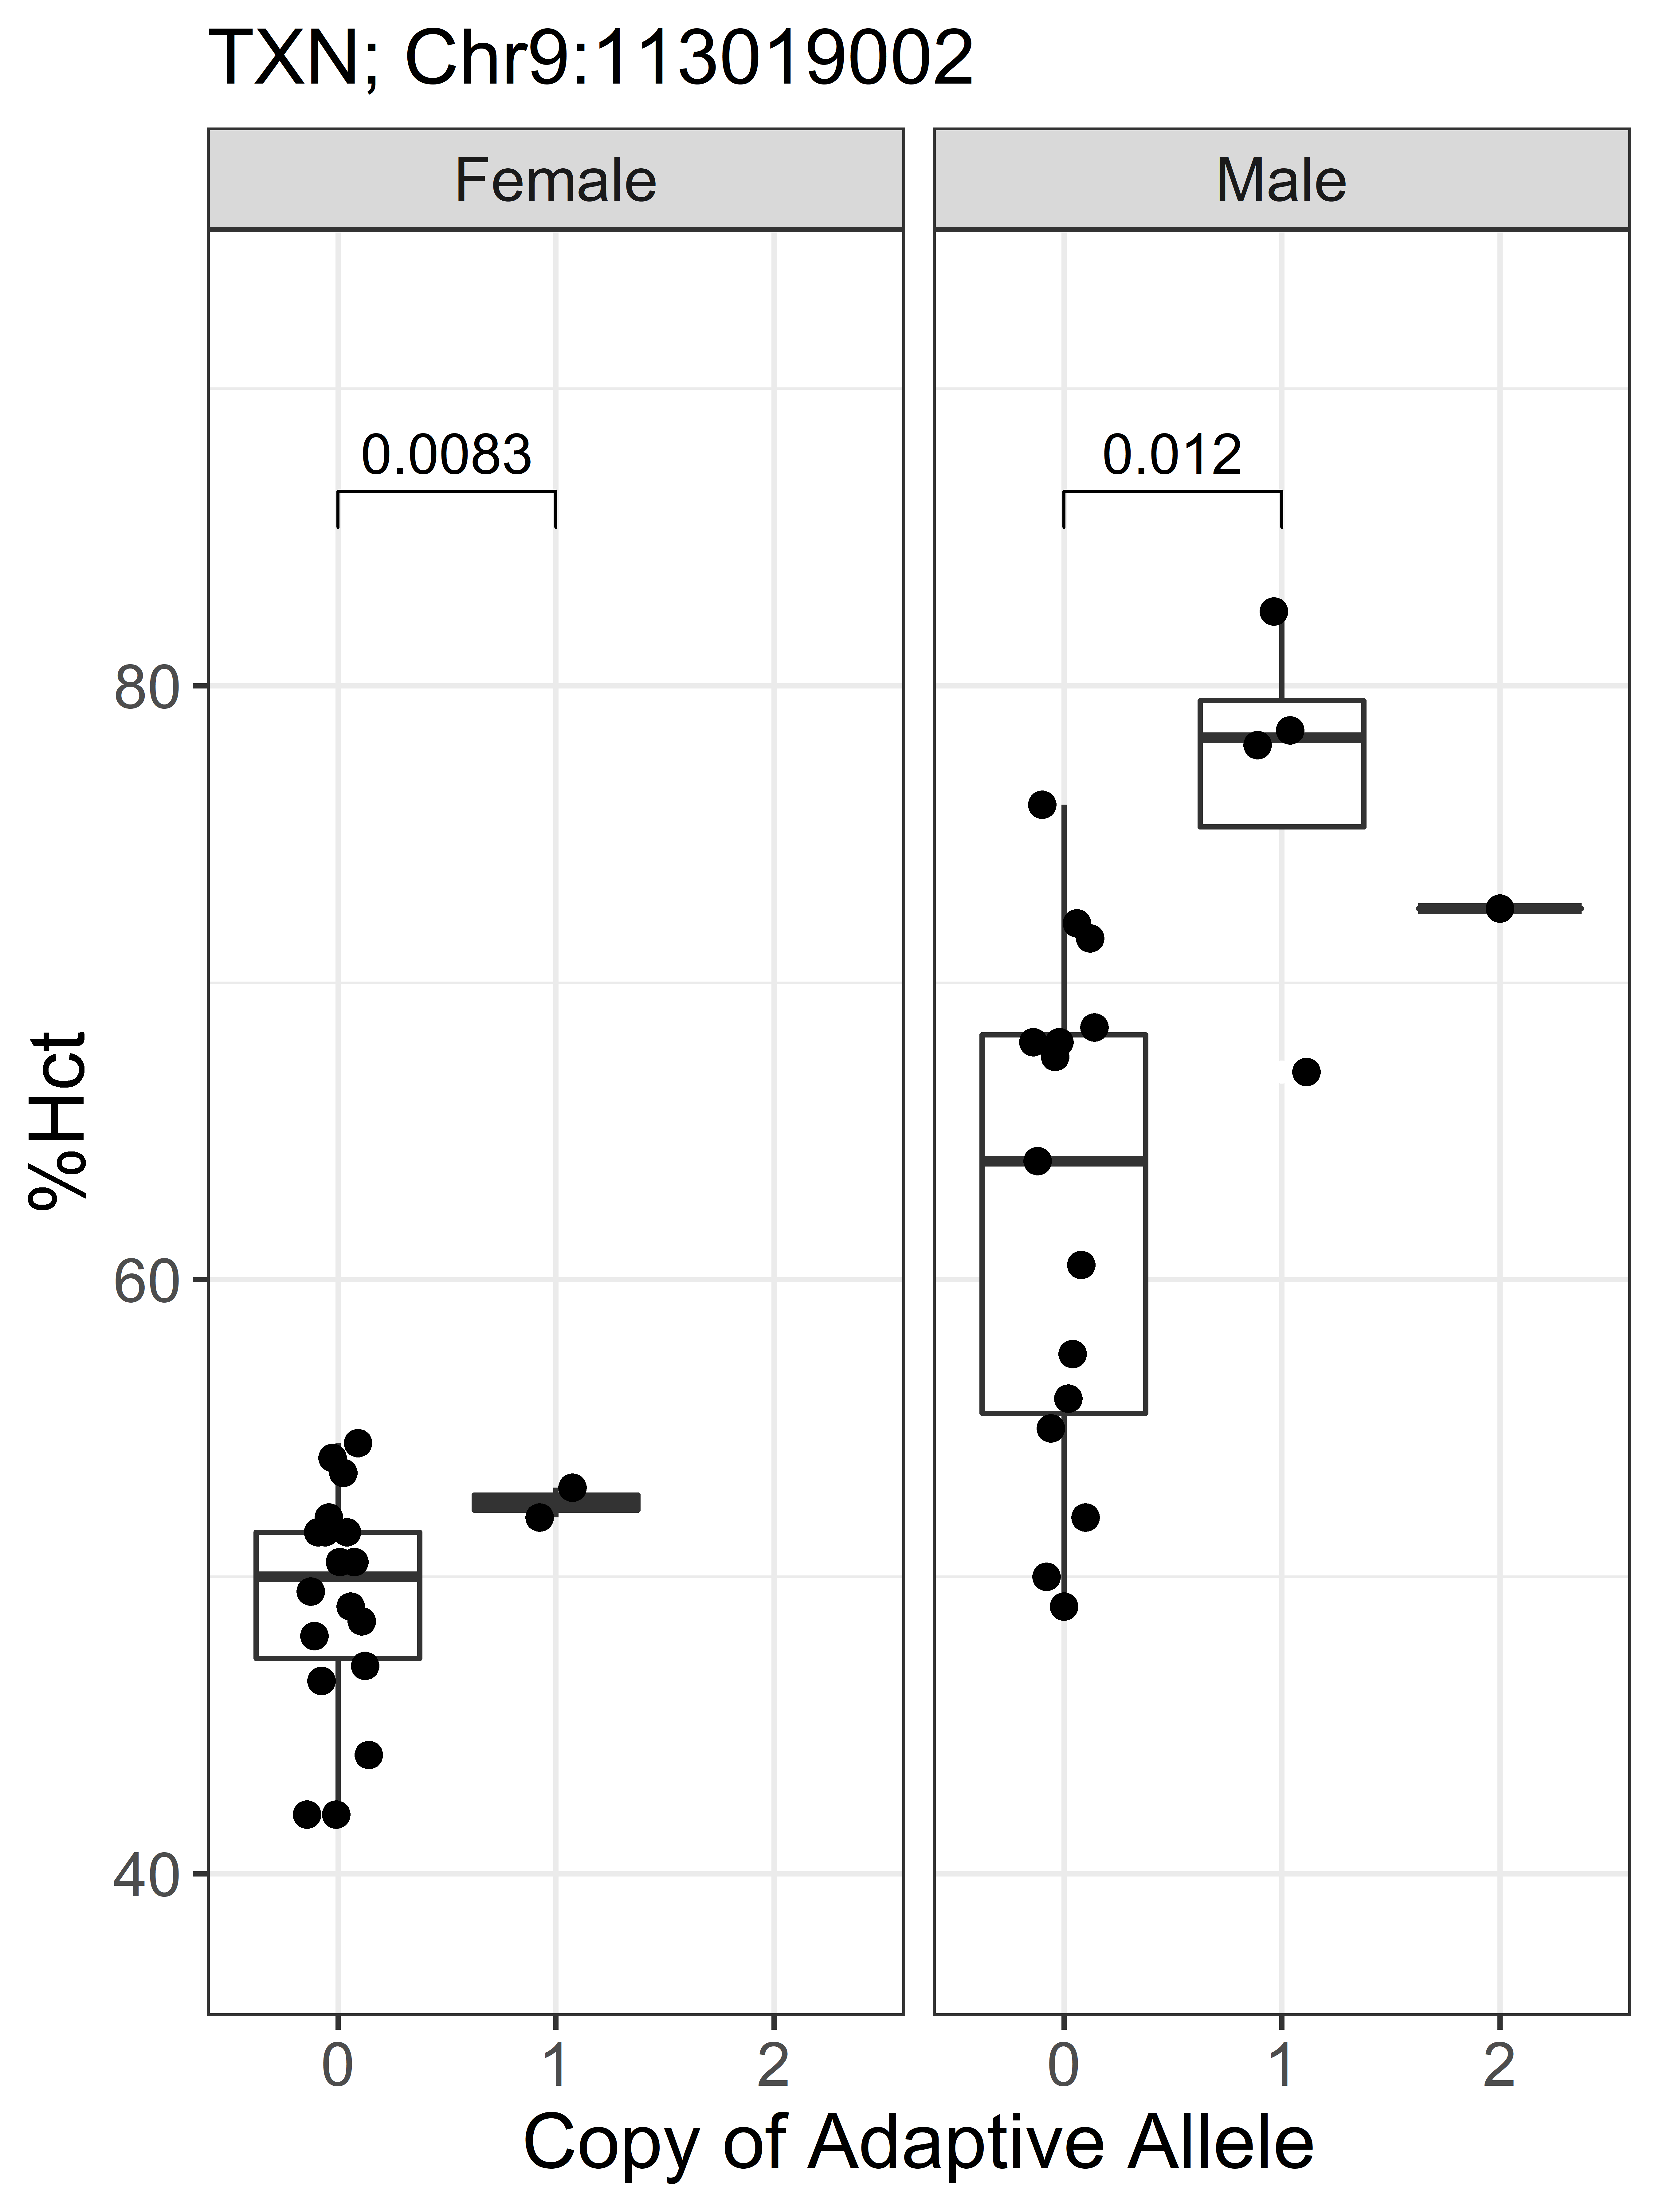 TXN; Chr9:113019002
Female
Male
0.0083
0.012
80
60
40
%Hct
0 1 2
0 1 2
Copy of Adaptive Allele